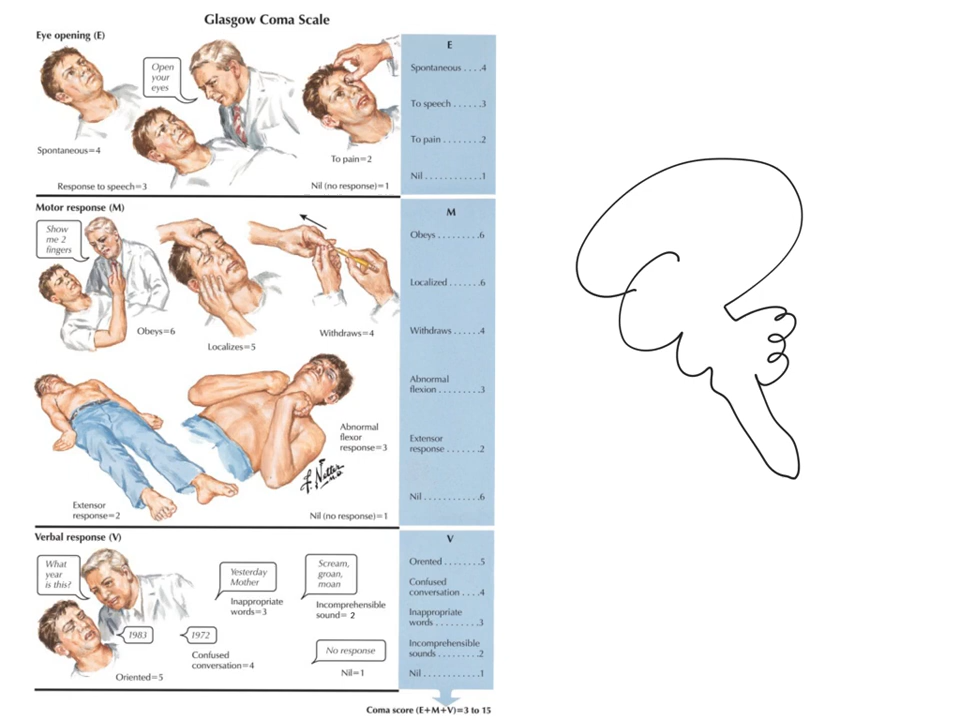 Glasgow Coma Scale
Eye opening (E)
Open
your
eyes
Spontaneous=4
Response to speech=3
To pain=2
Nil (no response)=1
E
Spontaneous . . . .4
To speech . . . . . .3
To pain . . . . . . . .2
Nil . . . . . . . . . . . .1
Motor response (M)
Show
me 2
fingers
Obeys=6
Localizes=5
Withdraws=4
Abnormal
flexor
response=3
Extensor
response=2
Nil (no response)=1
F. Netter
M.D.
M
Obeys . . . . . . . . .6
Localized . . . . . . .6
Withdraws . . . . . .4
Abnormal
flexion . . . . . . . . .3
Extensor
response . . . . . . .2
Nil . . . . . . . . . . . .6
Verbal response (V)
What
year
is this?
1983
Oriented=5
1972
Confused
conversation=4
Yesterday
Mother
Inappropriate
words=3
Scream,
groan,
moan
Incomprehensible
sound= 2
No response
Nil=1
V
Orented . . . . . . . .5
Confused
conversation . . . .4
Inappropriate
words . . . . . . . . .3
Incomprehensible
sounds . . . . . . . . .2
Nil . . . . . . . . . . . .1
Coma score (E+M+V)=3 to 15